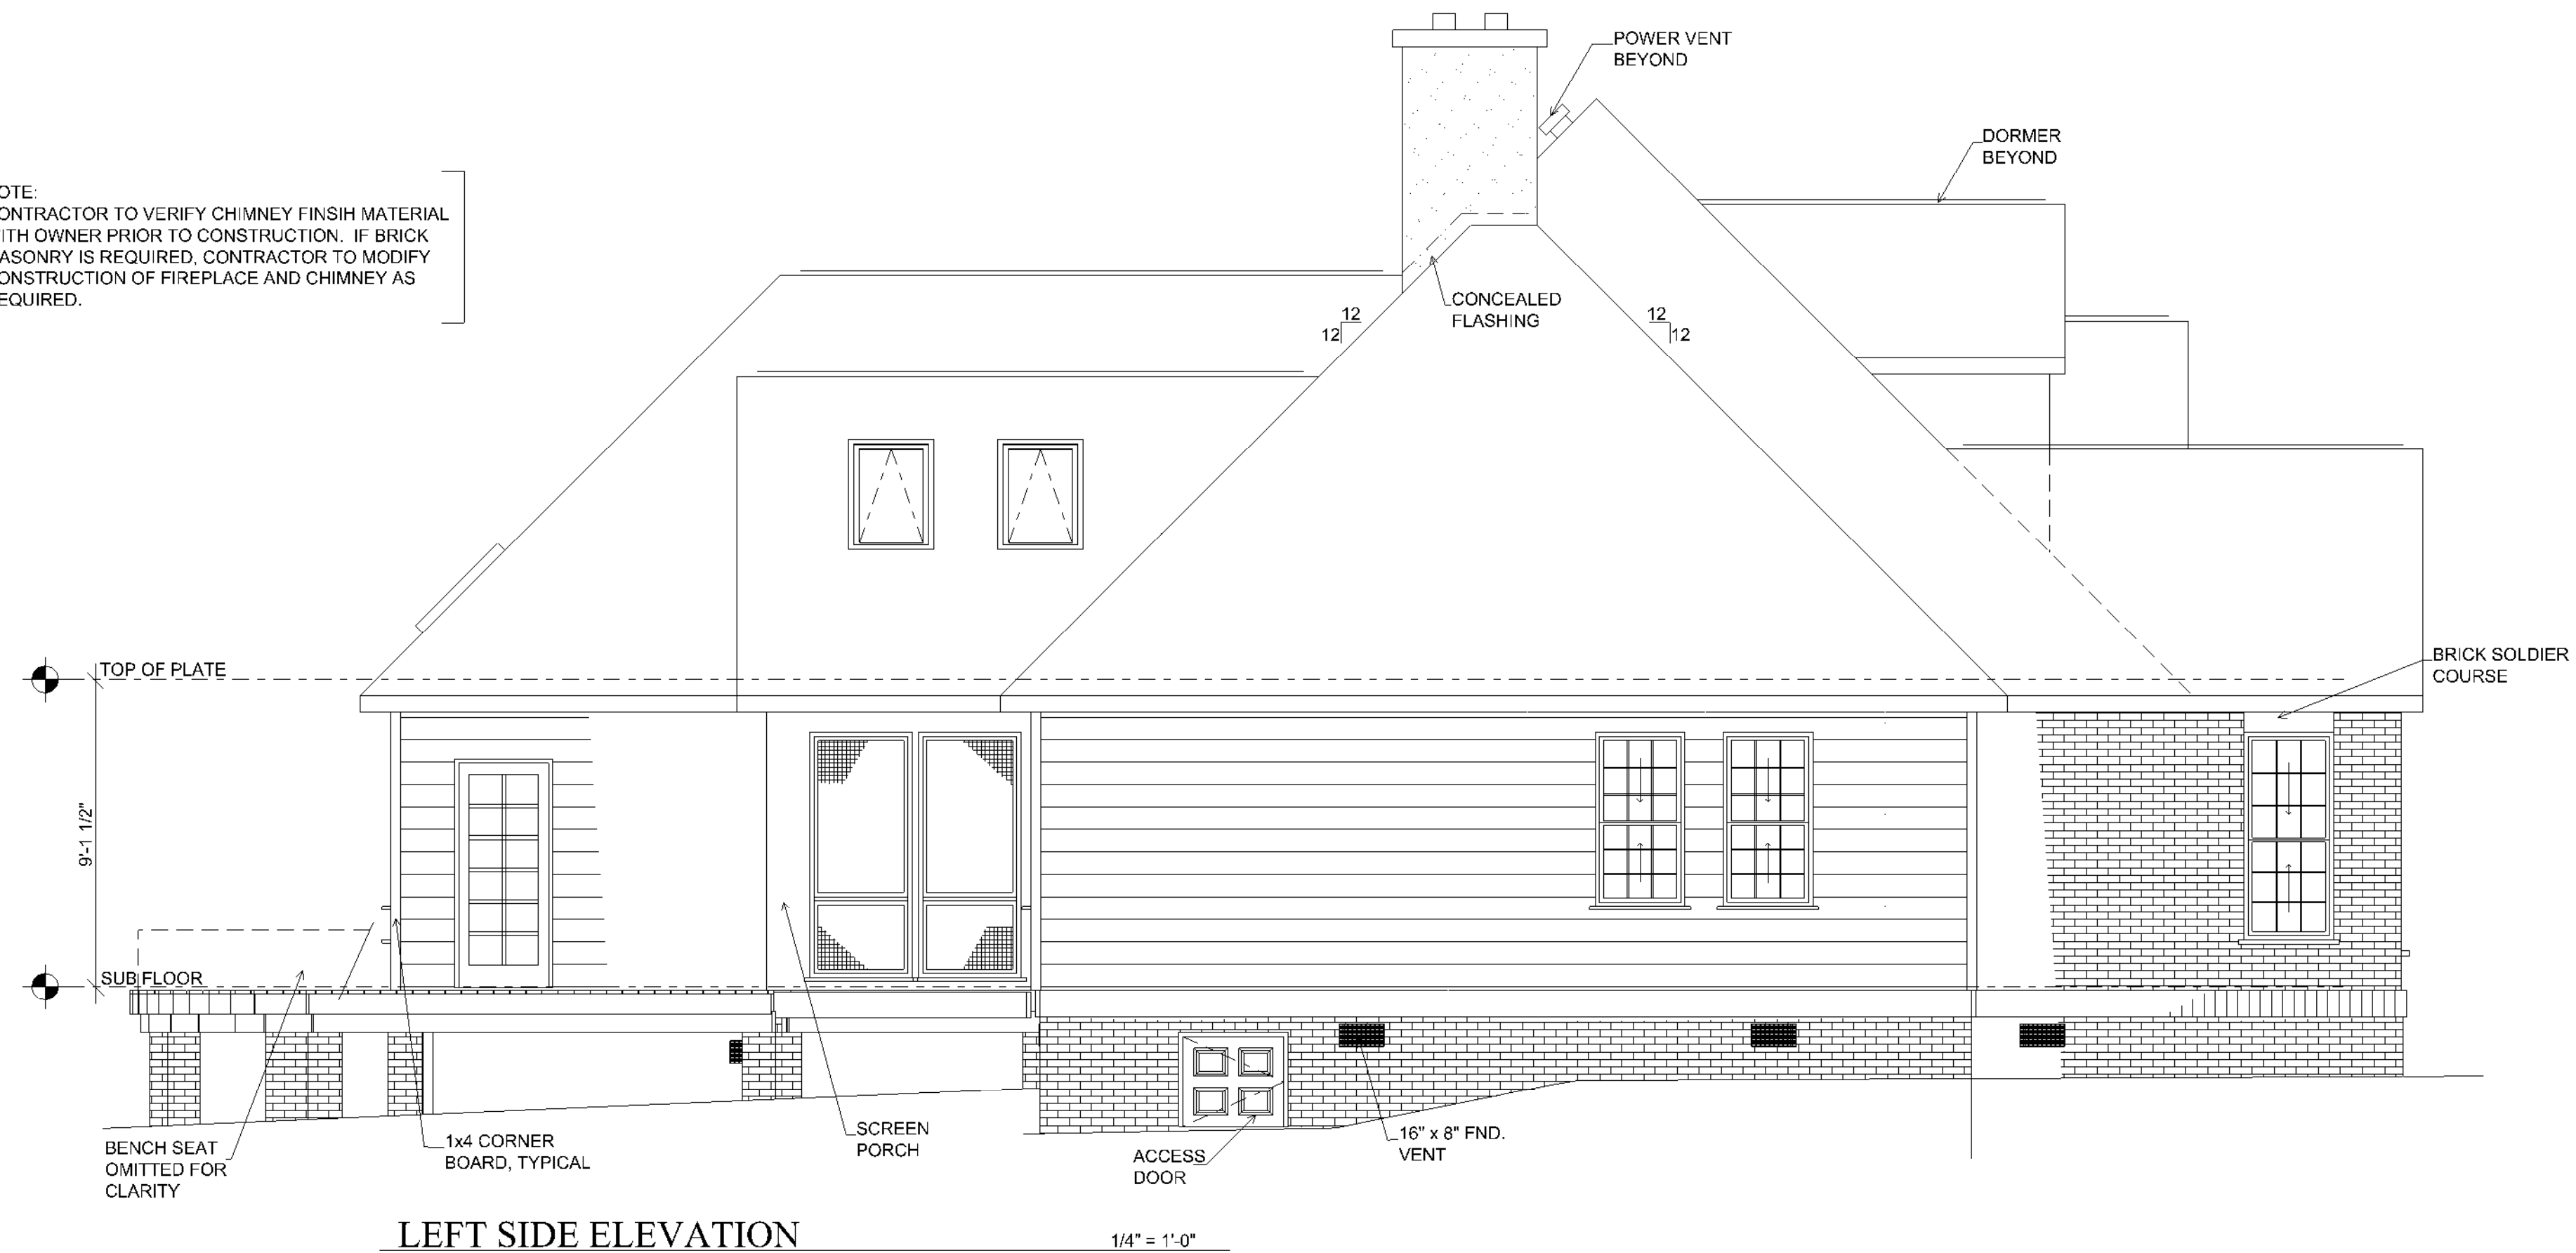 POWER VENT
BEYOND
DORMER
BEYOND
OTE:
ONTRACTOR TO VERIFY CHIMNEY FINSIH MATERIAL
ITH OWNER PRIOR TO CONSTRUCTION. IF BRICK
ASONRY IS REQUIRED, CONTRACTOR TO MODIFY
ONSTRUCTION OF FIREPLACE AND CHIMNEY AS
EQUIRED.
CONCEALED
FLASHING
12
12
12
12
TOP OF PLATE
BRICK SOLDIER
COURSE
9'-1 1/2"
SUB FLOOR
BENCH SEAT
OMITTED FOR
CLARITY
1x4 CORNER
BOARD, TYPICAL
SCREEN
PORCH
ACCESS
DOOR
16" x 8" FND.
VENT
LEFT SIDE ELEVATION
1/4" = 1'-0"